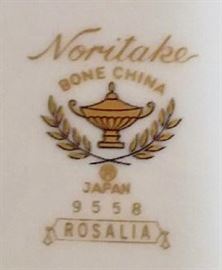 Noritake
BONE CHINA
JAPAN
9558
ROSALIA